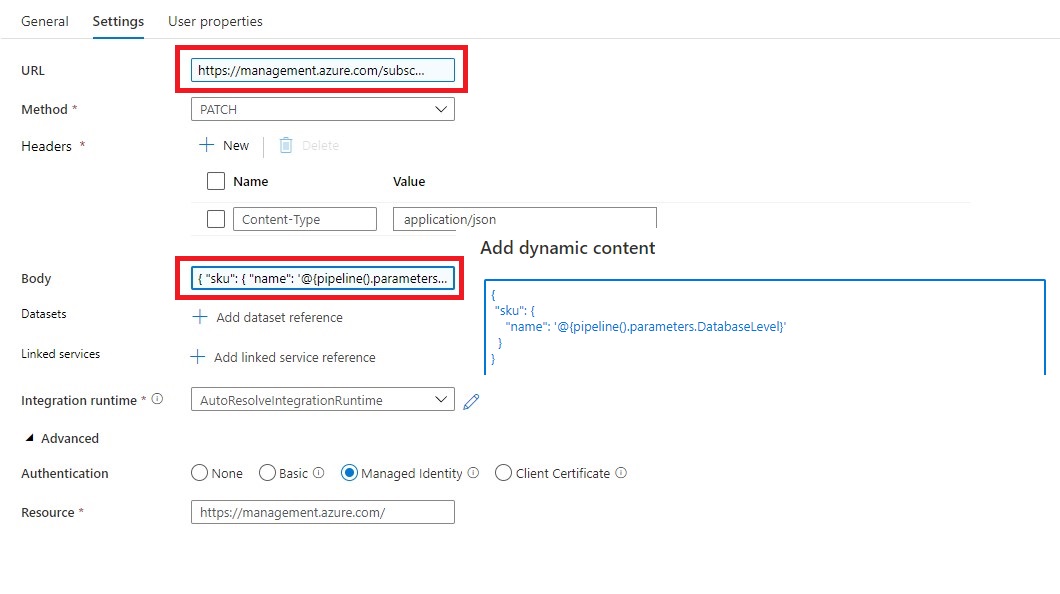 General Settings User properties
URL https://management.azure.com/subsc...
Method * PATCH
Headers * New Delete
Name Value
Content-Type application/json
Add dynamic content
Body { "sku": { "name": '@{pipeline().parameters...
{
"sku": {
"name": '@{pipeline().parameters.DatabaseLevel}'
}
}
Datasets Add dataset reference
Linked services Add linked service reference
Integration runtime * AutoResolveIntegrationRuntime
Advanced
Authentication None Basic Managed Identity Client Certificate
Resource * https://management.azure.com/